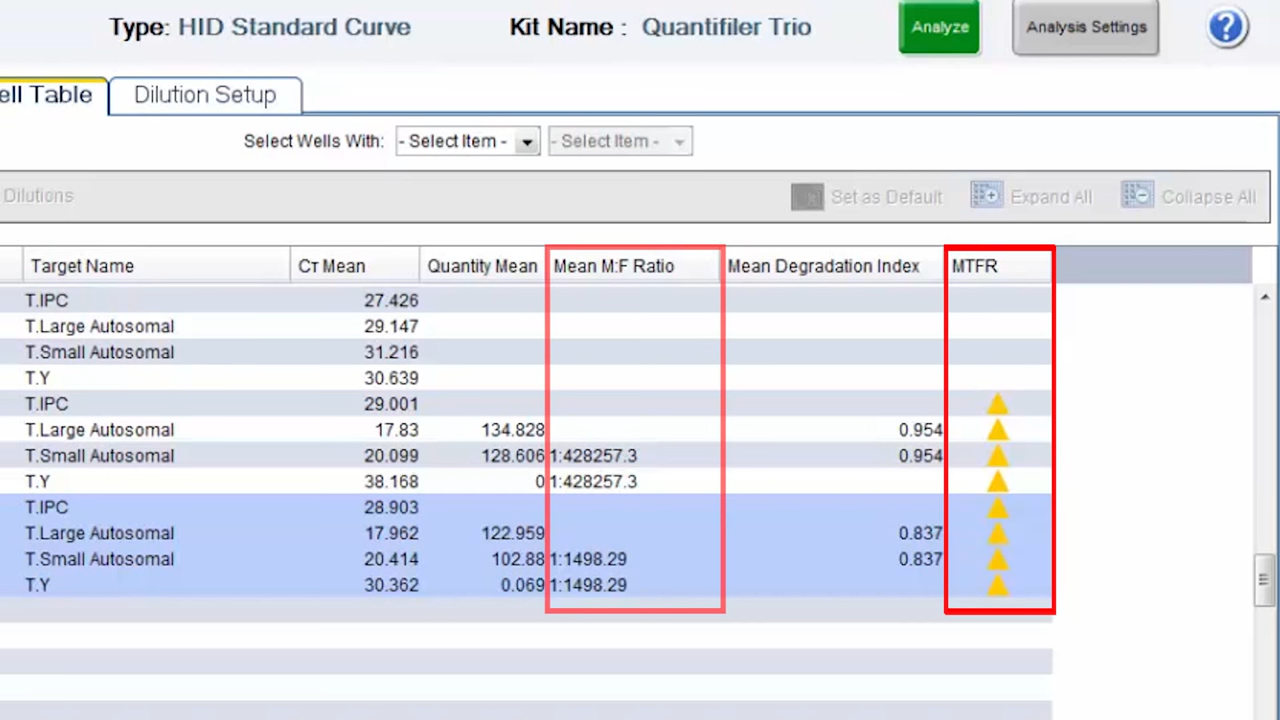 Type: HID Standard Curve Kit Name : Quantifiler Trio Analyze Analysis Settings ?
ell Table Dilution Setup
Select Wells With: - Select Item - - Select Item -
Dilutions Set as Default Expand All Collapse All
Target Name Cт Mean Quantity Mean Mean M:F Ratio Mean Degradation Index MTFR
T.IPC 27.426
T.Large Autosomal 29.147
T.Small Autosomal 31.216
T.Y 30.639
T.IPC 29.001
T.Large Autosomal 17.83 134.828 0.954
T.Small Autosomal 20.099 128.606 1:428257.3 0.954
T.Y 38.168 0 1:428257.3
T.IPC 28.903
T.Large Autosomal 17.962 122.959 0.837
T.Small Autosomal 20.414 102.88 1:1498.29 0.837
T.Y 30.362 0.069 1:1498.29